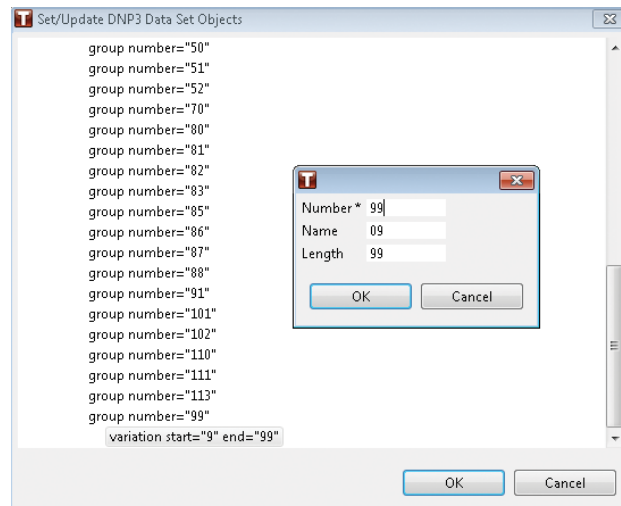 Set/Update DNP3 Data Set Objects
group number="50"
group number="51"
group number="52"
group number="70"
group number="80"
group number="81"
group number="82"
group number="83"
group number="85"
group number="86"
group number="87"
group number="88"
group number="91"
group number="101"
group number="102"
group number="110"
group number="111"
group number="113"
group number="99"
variation start="9" end="99"
T
Number * 99
Name 09
Length 99
OK Cancel
OK Cancel